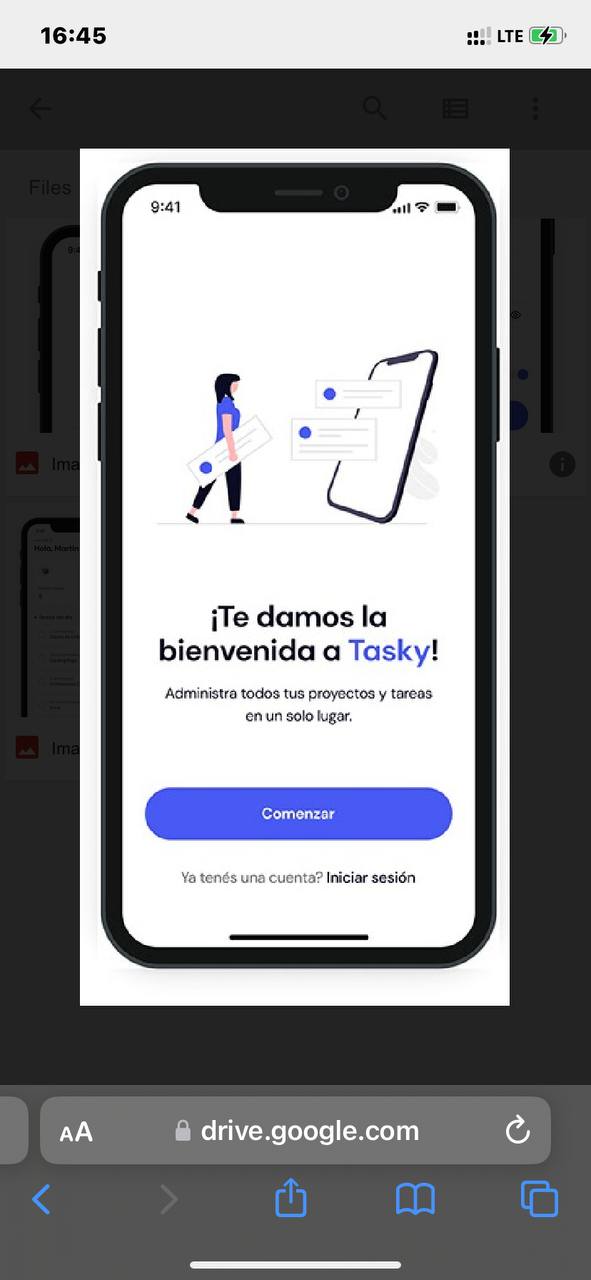 16:45
LTE
Files
9:41
Ima
Hola, Martín
¡Te damos la
bienvenida a Tasky!
Administra todos tus proyectos y tareas
en un solo lugar.
Ima
Comenzar
Ya tenés una cuenta? Iniciar sesión
AA
drive.google.com